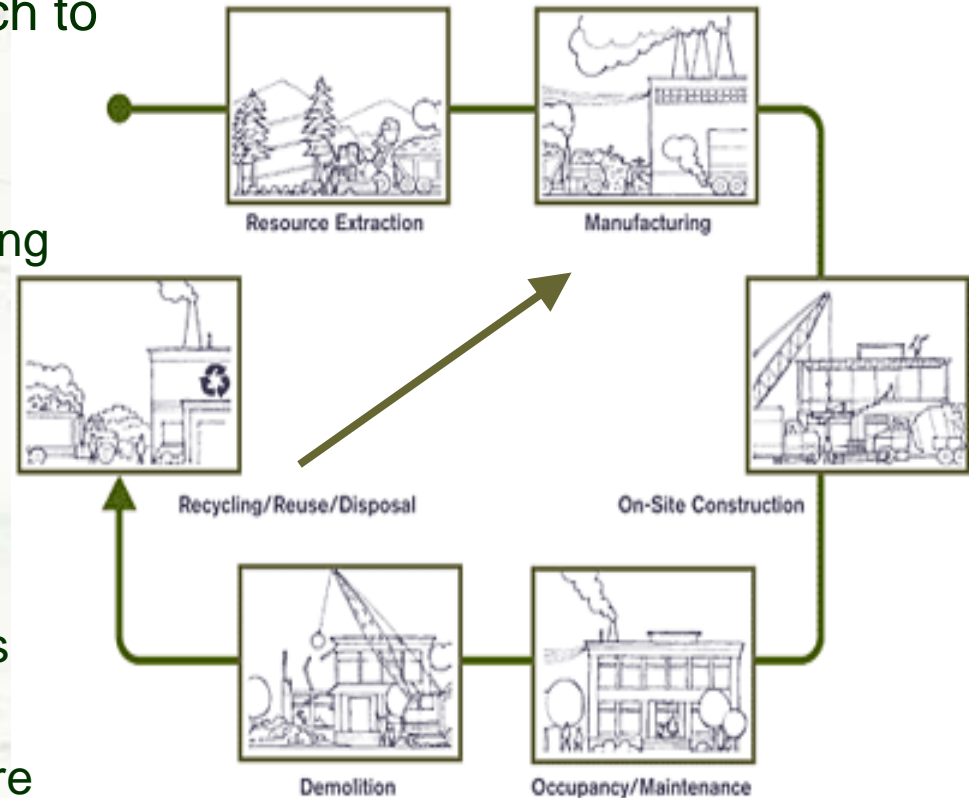 ch to
Resource Extraction
Manufacturing
ng
Recycling/Reuse/Disposal
On-Site Construction
s
re
Demolition
Occupancy/Maintenance